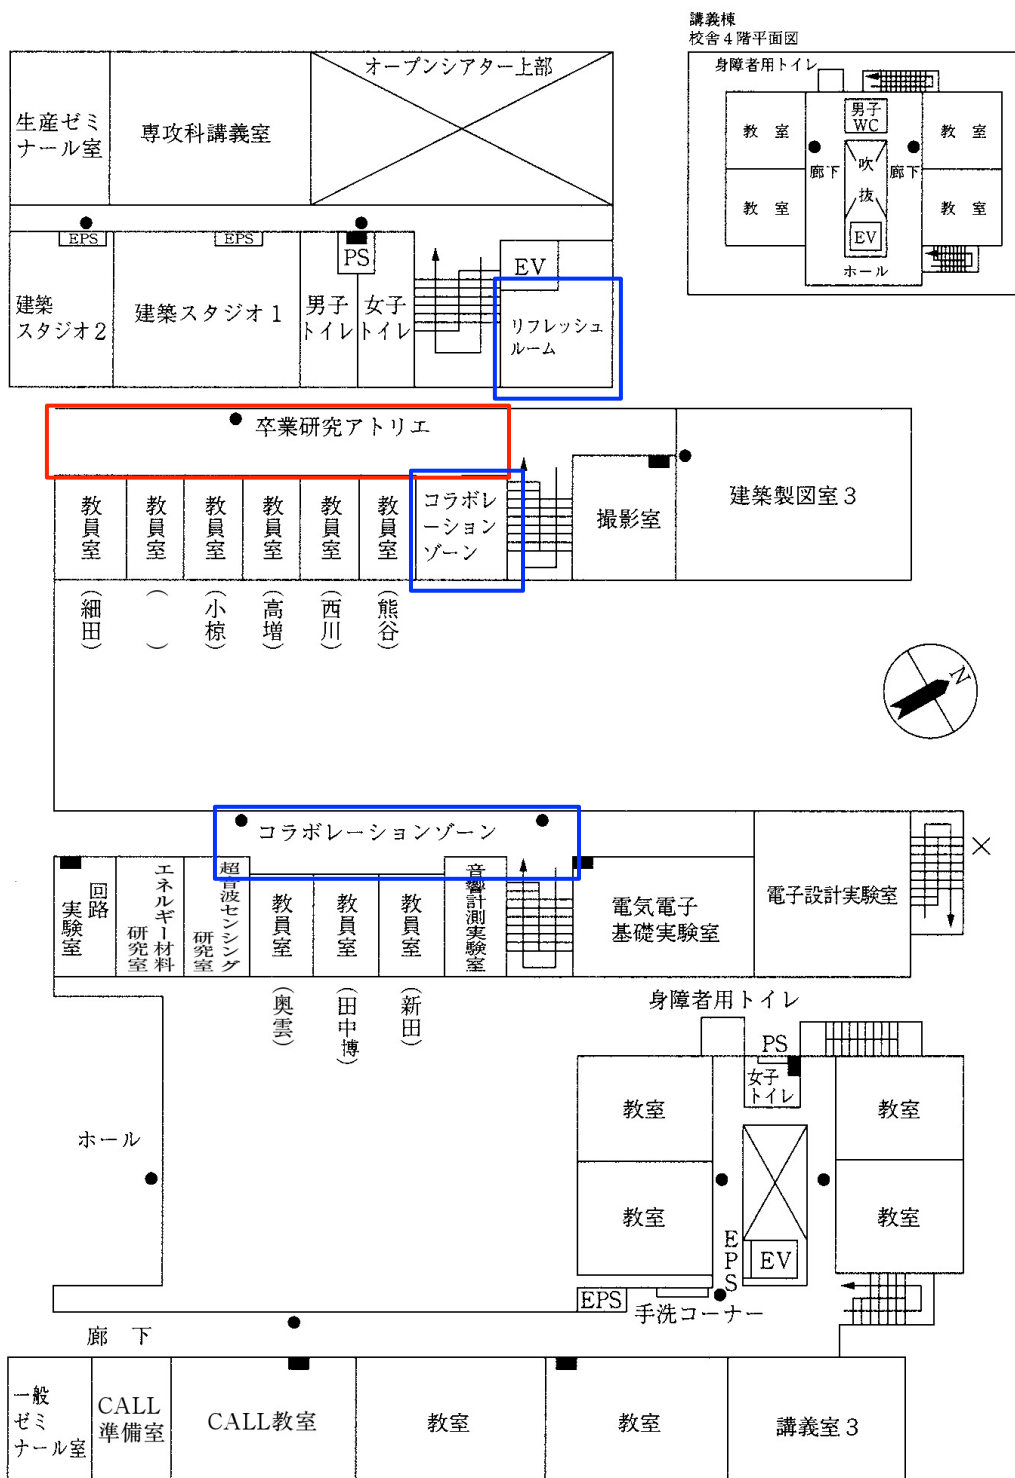 講義棟
校舎4階平面図
身障者用トイレ
男子
WC
教 室
教 室
廊下
吹
抜
廊下
教 室
教 室
EV
ホール
オープンシアター上部
生産ゼミ
ナール室
専攻科講義室
EPS
EPS
PS
EV
建築
スタジオ2
建築スタジオ1
男子
トイレ
女子
トイレ
リフレッシュ
ルーム
卒業研究アトリエ
教員室
教員室
教員室
教員室
教員室
教員室
コラボレ
ーション
ゾーン
撮影室
建築製図室3
(細田)
( )
(小椋)
(高増)
(西川)
(熊谷)
N
コラボレーションゾーン
回路
実験室
エネルギー材料
研究室
超音波センシング
研究室
教員室
教員室
教員室
音響計測実験室
電気電子
基礎実験室
電子設計実験室
(奥雲)
(田中博)
(新田)
身障者用トイレ
PS
女子
トイレ
教室
教室
ホール
教室
教室
EPS
EV
EPS
手洗コーナー
廊 下
一般
ゼミ
ナール室
CALL
準備室
CALL教室
教室
教室
講義室3